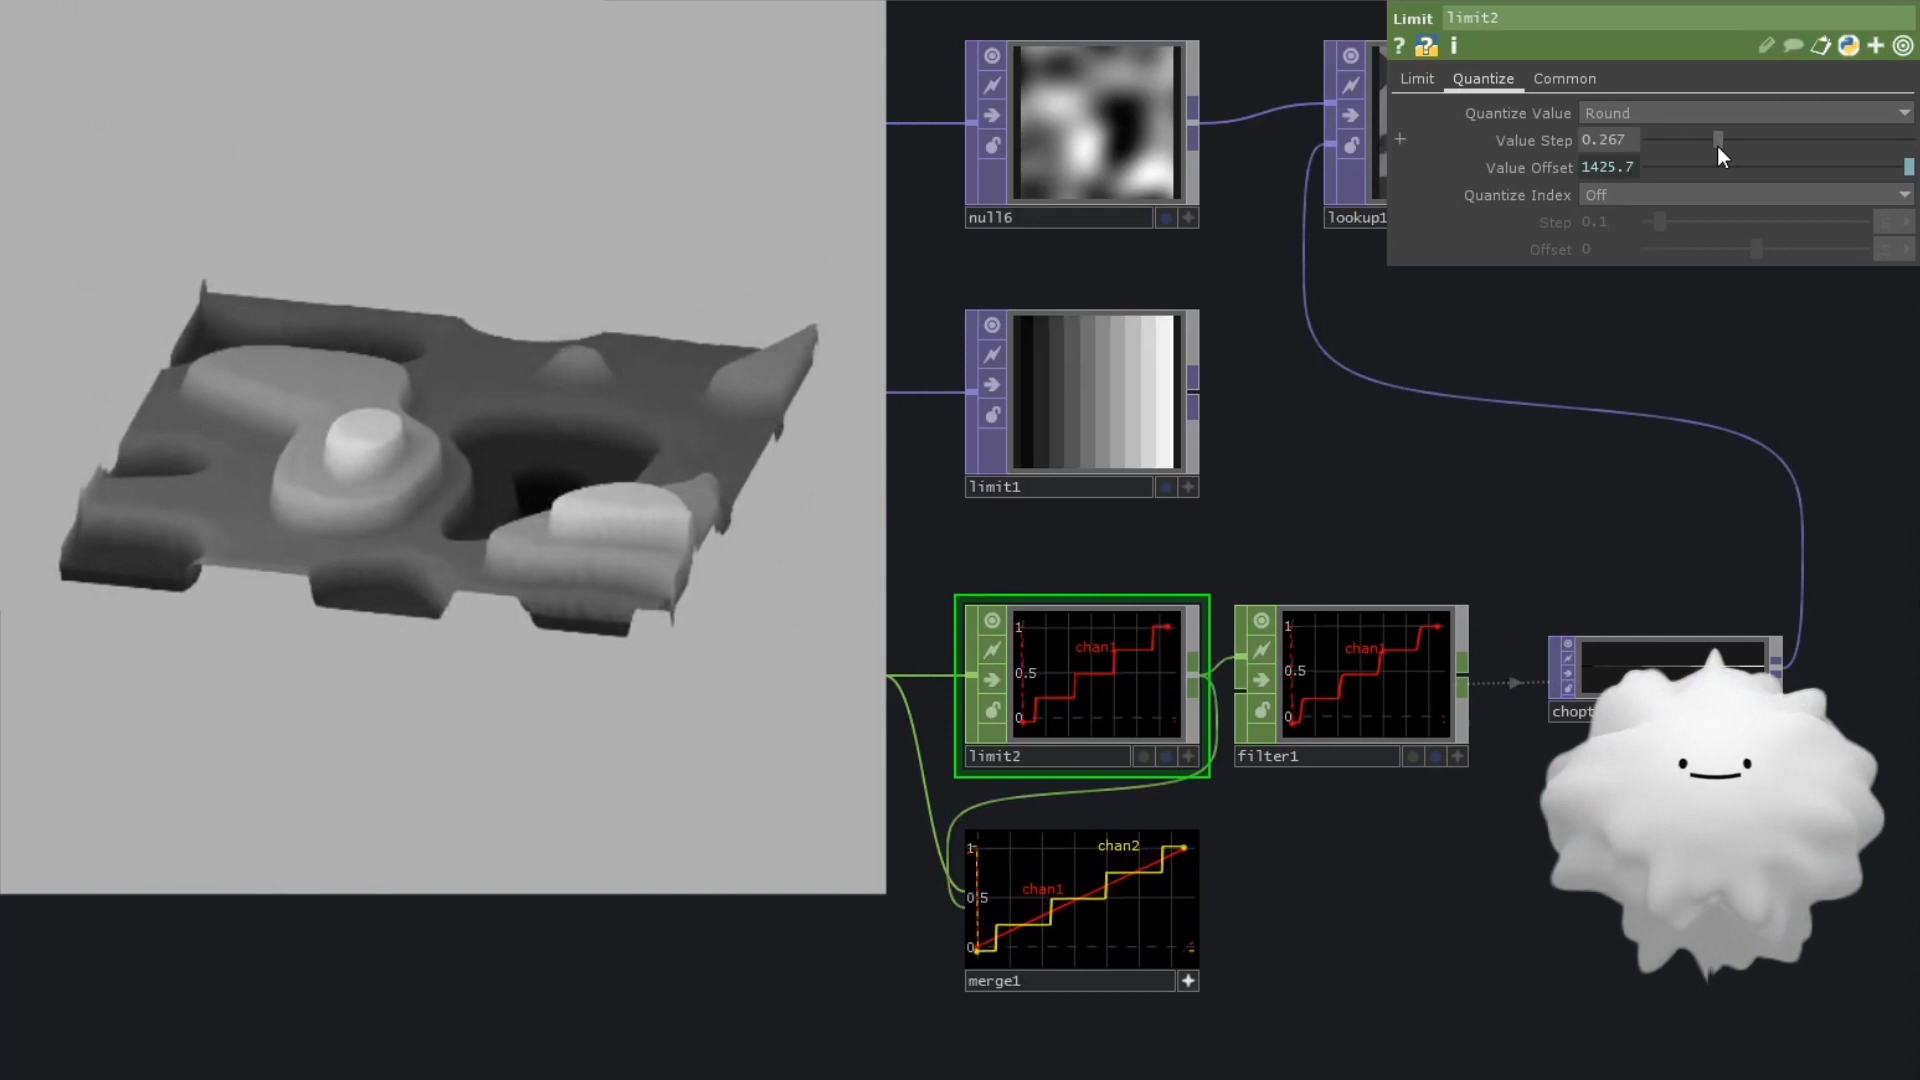 Limit limit2
? ? i
Limit Quantize Common
Quantize Value Round
+ Value Step 0.267
Value Offset 1425.7
Quantize Index Off
Step 0.1
Offset 0
null6
lookup1
limit1
1 chan1
0.5
0
limit2
1 chan1
0.5
0
filter1
chopt
1 chan2
chan1
0.5
0
merge1